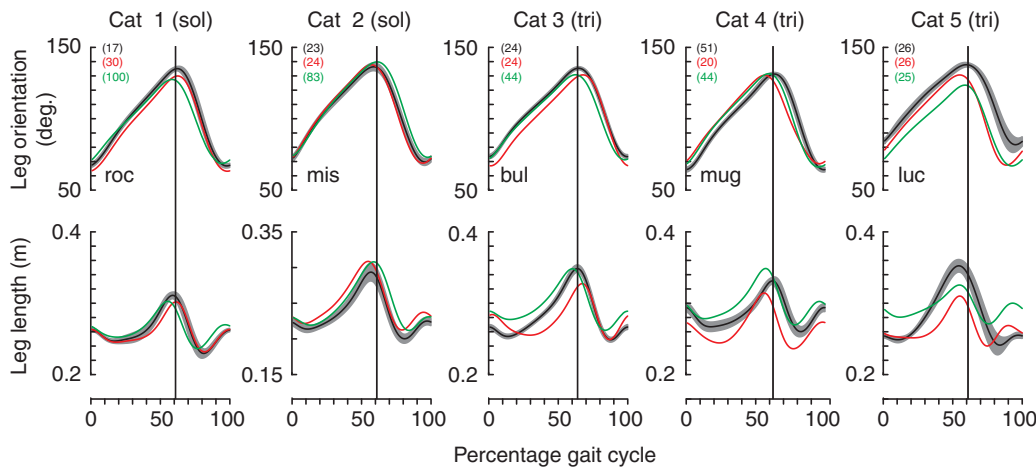 Cat 1 (sol) Cat 2 (sol) Cat 3 (tri) Cat 4 (tri) Cat 5 (tri)
Leg orientation
(deg.)
150 150 150 150 150
(17) (23) (24) (51) (26)
(30) (24) (24) (20) (26)
(100) (83) (44) (44) (25)
roc mis bul mug luc
50 50 50 50 50
Leg length (m)
0.4 0.35 0.4 0.4 0.4
0.2 0.15 0.2 0.2 0.2
0 50 100 0 50 100 0 50 100 0 50 100 0 50 100
Percentage gait cycle